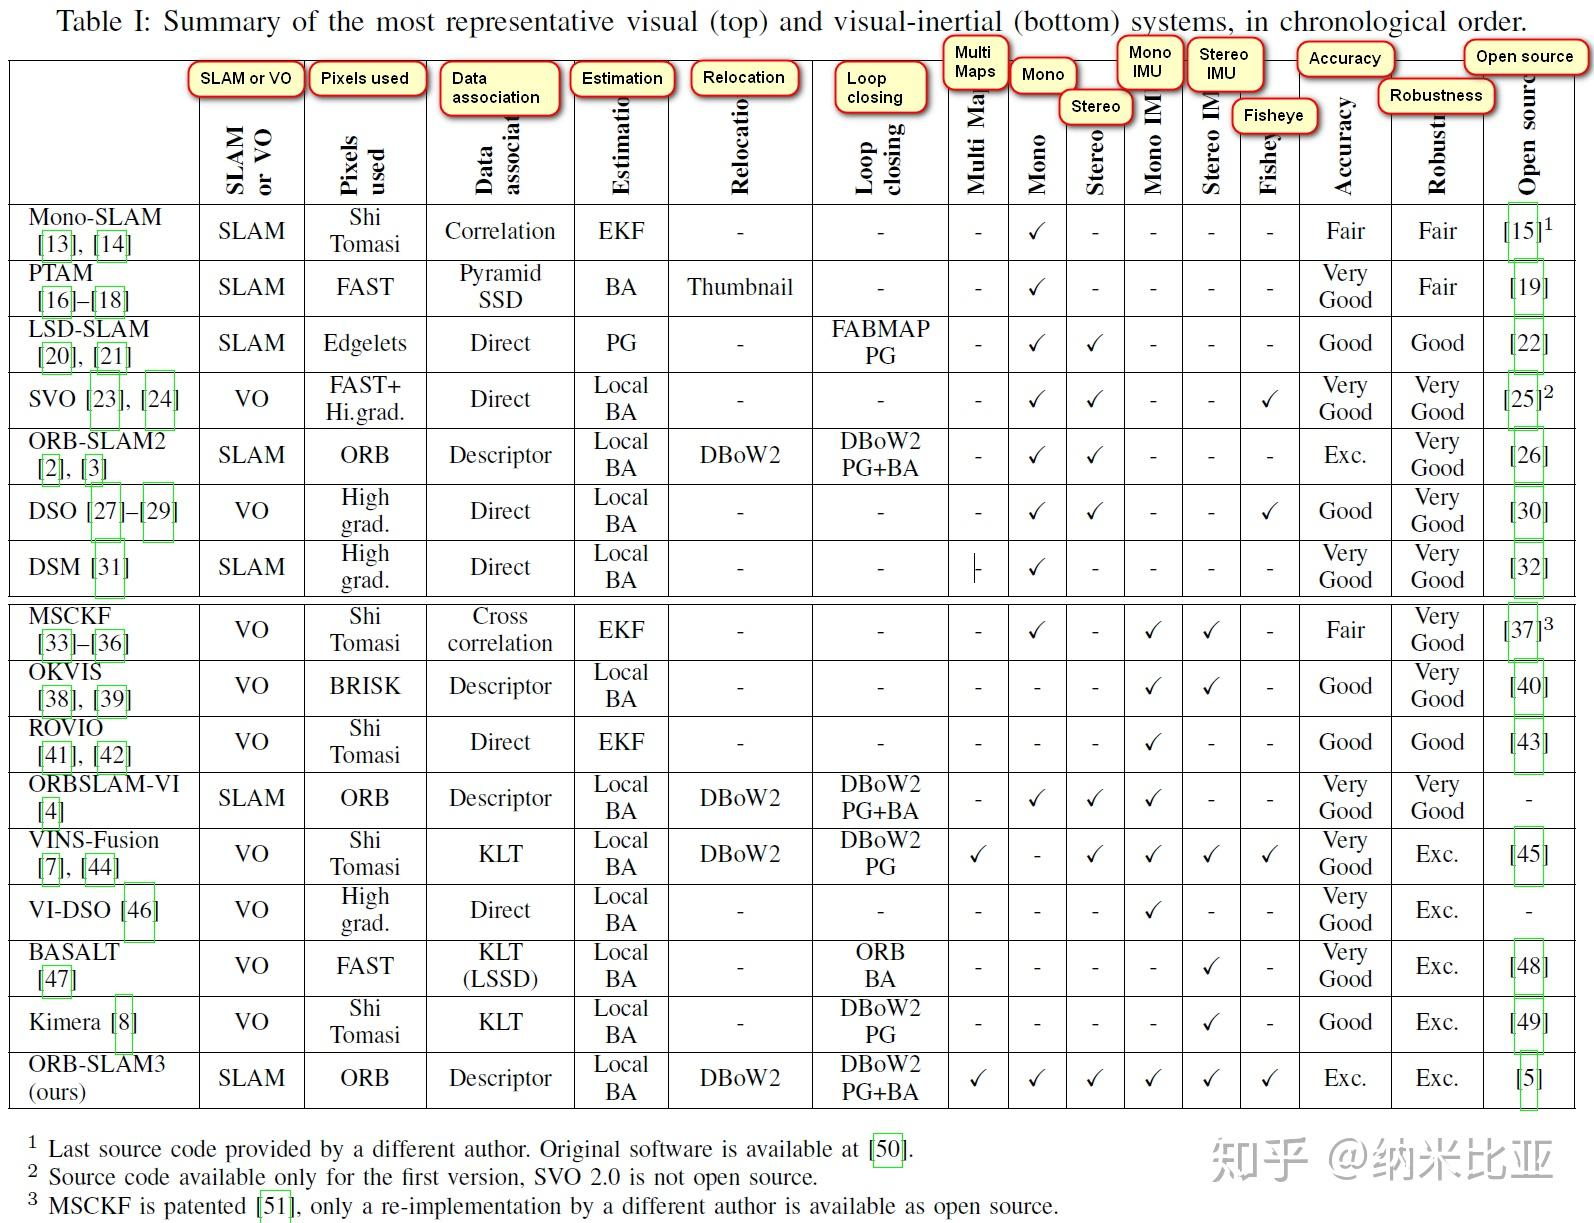 Table I: Summary of the most representative visual (top) and visual-inertial (bottom) systems, in chronological order.
SLAM or VO Pixels used Data association Estimation Relocation Loop closing Multi Maps Mono Stereo Mono IMU Stereo IMU Fisheye Accuracy Robustness Open source
SLAM or VO Pixels used Data associat Estimation Relocation Loop closing Multi Map Mono Stereo Mono IM Stereo IM Fishey Accuracy Robustn Open sourc
Mono-SLAM [13], [14] SLAM Shi Tomasi Correlation EKF - - - ✓ - - - - Fair Fair [15]1
PTAM [16]–[18] SLAM FAST Pyramid SSD BA Thumbnail - - ✓ - - - - Very Good Fair [19]
LSD-SLAM [20], [21] SLAM Edgelets Direct PG - FABMAP PG - ✓ ✓ - - - Good Good [22]
SVO [23], [24] VO FAST+ Hi.grad. Direct Local BA - - - ✓ ✓ - - ✓ Very Good Very Good [25]2
ORB-SLAM2 [2], [3] SLAM ORB Descriptor Local BA DBoW2 DBoW2 PG+BA - ✓ ✓ - - - Exc. Very Good [26]
DSO [27]–[29] VO High grad. Direct Local BA - - - ✓ ✓ - - ✓ Good Very Good [30]
DSM [31] SLAM High grad. Direct Local BA - - - ✓ - - - - Very Good Very Good [32]
MSCKF [33]–[36] VO Shi Tomasi Cross correlation EKF - - - ✓ - ✓ ✓ - Fair Very Good [37]3
OKVIS [38], [39] VO BRISK Descriptor Local BA - - - - - ✓ ✓ - Good Very Good [40]
ROVIO [41], [42] VO Shi Tomasi Direct EKF - - - - - ✓ - - Good Good [43]
ORBSLAM-VI [4] SLAM ORB Descriptor Local BA DBoW2 DBoW2 PG+BA - ✓ ✓ ✓ - - Very Good Very Good -
VINS-Fusion [7], [44] VO Shi Tomasi KLT Local BA DBoW2 DBoW2 PG ✓ - ✓ ✓ ✓ ✓ Very Good Exc. [45]
VI-DSO [46] VO High grad. Direct Local BA - - - - - ✓ - - Very Good Exc. -
BASALT [47] VO FAST KLT (LSSD) Local BA - ORB BA - - - - ✓ - Very Good Exc. [48]
Kimera [8] VO Shi Tomasi KLT Local BA - DBoW2 PG - - - - ✓ - Good Exc. [49]
ORB-SLAM3 (ours) SLAM ORB Descriptor Local BA DBoW2 DBoW2 PG+BA ✓ ✓ ✓ ✓ ✓ ✓ Exc. Exc. [5]
1 Last source code provided by a different author. Original software is available at [50].
2 Source code available only for the first version, SVO 2.0 is not open source.
3 MSCKF is patented [51], only a re-implementation by a different author is available as open source.
知乎 @纳米比亚